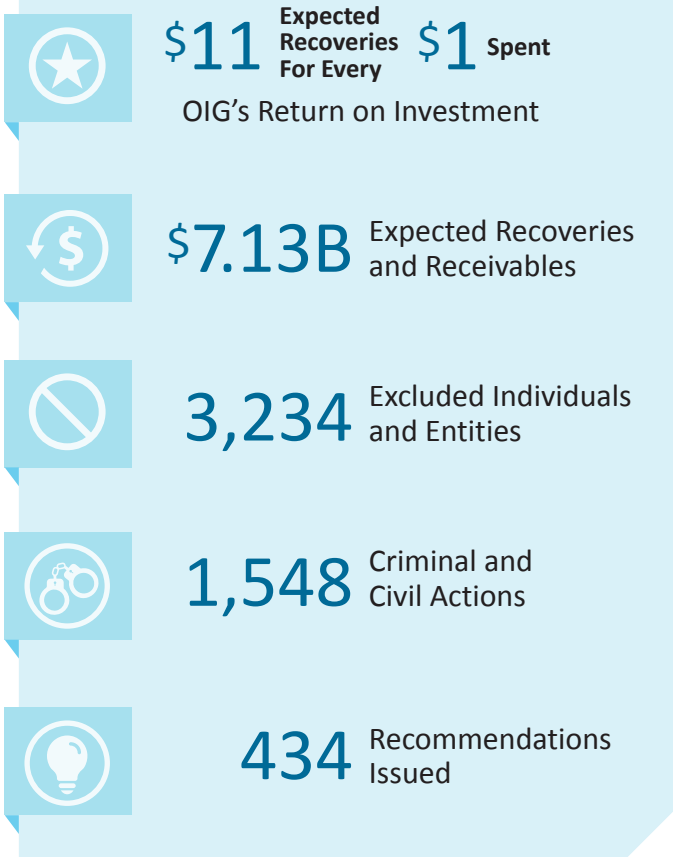 $11 Expected Recoveries For Every $1 Spent
OIG's Return on Investment
$7.13B Expected Recoveries
and Receivables
3,234 Excluded Individuals
and Entities
1,548 Criminal and
Civil Actions
434 Recommendations
Issued